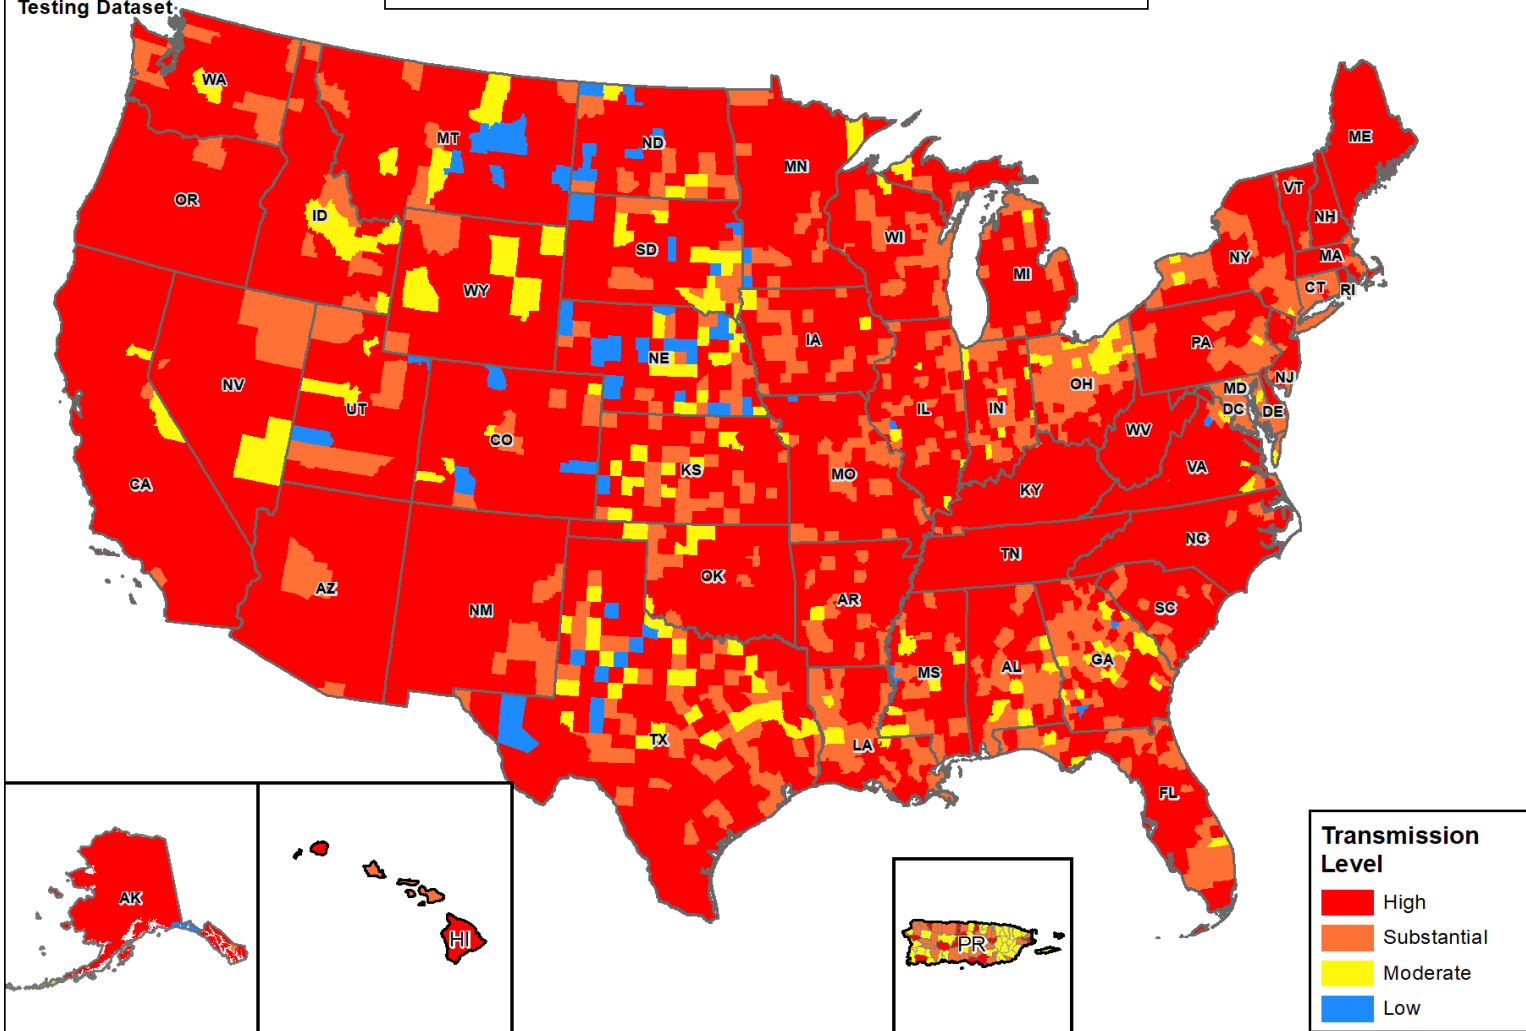 Testing Dataset
WA
MT
ND
MN
ME
OR
ID
SD
WI
MI
VT
NH
NY
MA
CT
RI
WY
NE
IA
PA
NJ
NV
UT
CO
KS
MO
IL
IN
OH
MD
DC
DE
WV
VA
CA
KY
NC
TN
AZ
NM
OK
AR
SC
MS
AL
GA
TX
LA
FL
AK
HI
PR
Transmission
Level
High
Substantial
Moderate
Low